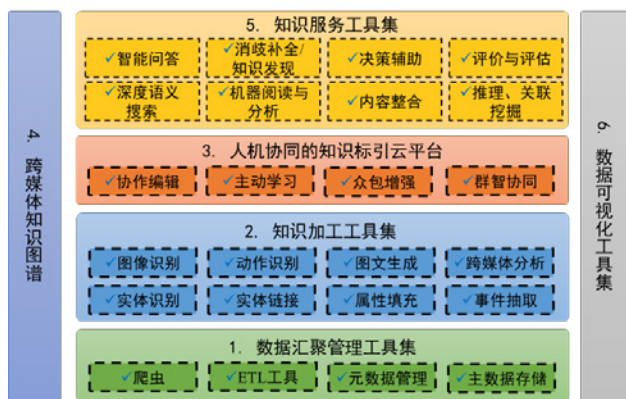 5. 知识服务工具集
✓智能问答
✓消歧补全/
知识发现
✓决策辅助
✓评价与评估
✓深度语义
搜索
✓机器阅读与
分析
✓内容整合
✓推理、关联
挖掘
4. 跨媒体知识图谱
3. 人机协同的知识标引云平台
✓协作编辑
✓主动学习
✓众包增强
✓群智协同
2. 知识加工工具集
✓图像识别
✓动作识别
✓图文生成
✓跨媒体分析
✓实体识别
✓实体链接
✓属性填充
✓事件抽取
1. 数据汇聚管理工具集
✓爬虫
✓ETL工具
✓元数据管理
✓主数据存储
6. 数据可视化工具集